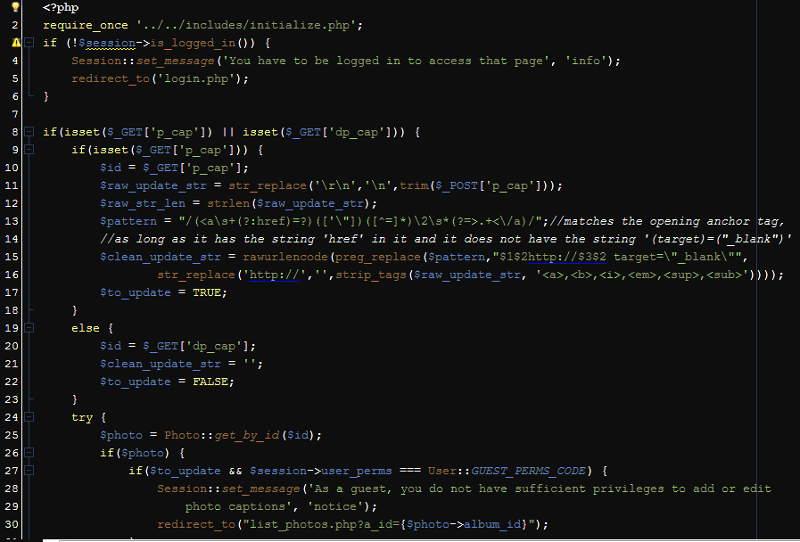 <?php
2 require_once '../../includes/initialize.php';
if (!$session->is_logged_in()) {
4 Session::set_message('You have to be logged in to access that page', 'info');
5 redirect_to('login.php');
6 }
7
8 if(isset($_GET['p_cap']) || isset($_GET['dp_cap'])) {
9 if(isset($_GET['p_cap'])) {
10 $id = $_GET['p_cap'];
11 $raw_update_str = str_replace('\r\n','\n',trim($_POST['p_cap']));
12 $raw_str_len = strlen($raw_update_str);
13 $pattern = "/(<a\s+(?:href)=?)(['\"])([^=]*)\2\s*(?=>.+<\/a)/";//matches the opening anchor tag,
14 //as long as it has the string 'href' in it and it does not have the string '(target)=("_blank")'
15 $clean_update_str = rawurlencode(preg_replace($pattern,"$1$2http://$3$2 target=\"_blank\"",
16 str_replace('http://','',strip_tags($raw_update_str, '<a>,<b>,<i>,<em>,<sup>,<sub>'))));
17 $to_update = TRUE;
18 }
19 else {
20 $id = $_GET['dp_cap'];
21 $clean_update_str = '';
22 $to_update = FALSE;
23 }
24 try {
25 $photo = Photo::get_by_id($id);
26 if($photo) {
27 if($to_update && $session->user_perms === User::GUEST_PERMS_CODE) {
28 Session::set_message('As a guest, you do not have sufficient privileges to add or edit
29 photo captions', 'notice');
30 redirect_to("list_photos.php?a_id={$photo->album_id}");